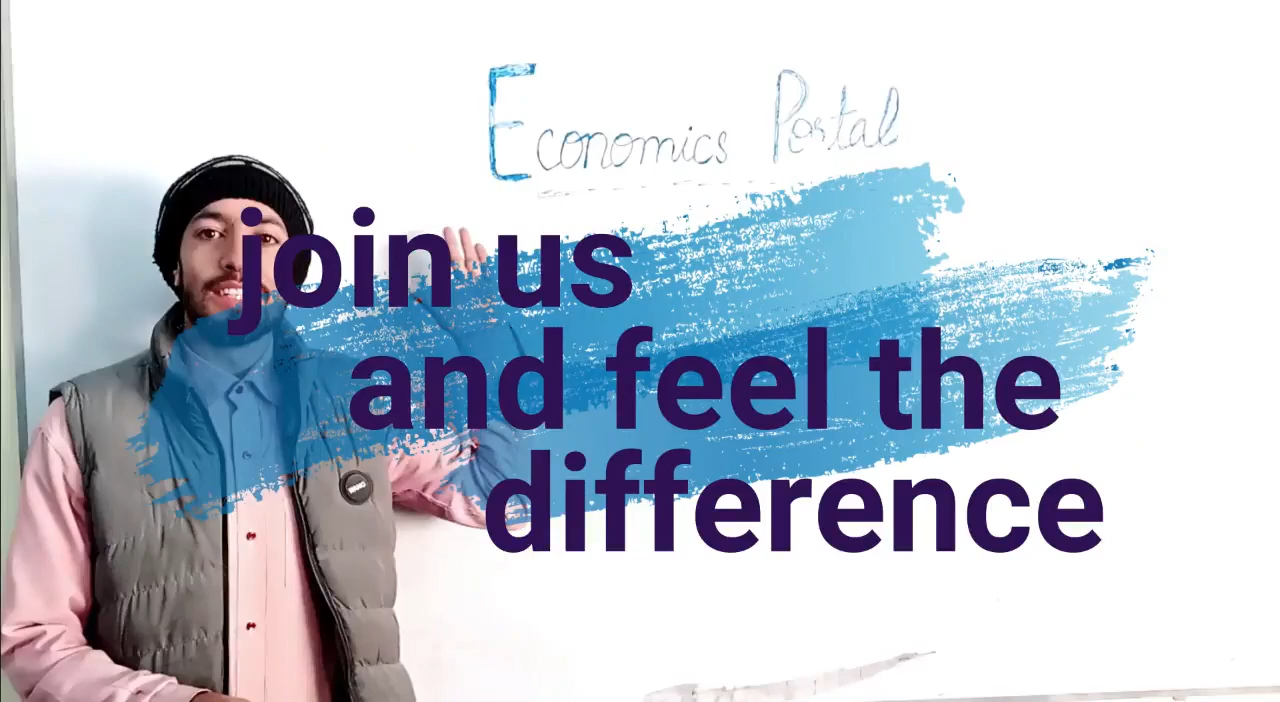 Economics Portal
join us
and feel the
difference